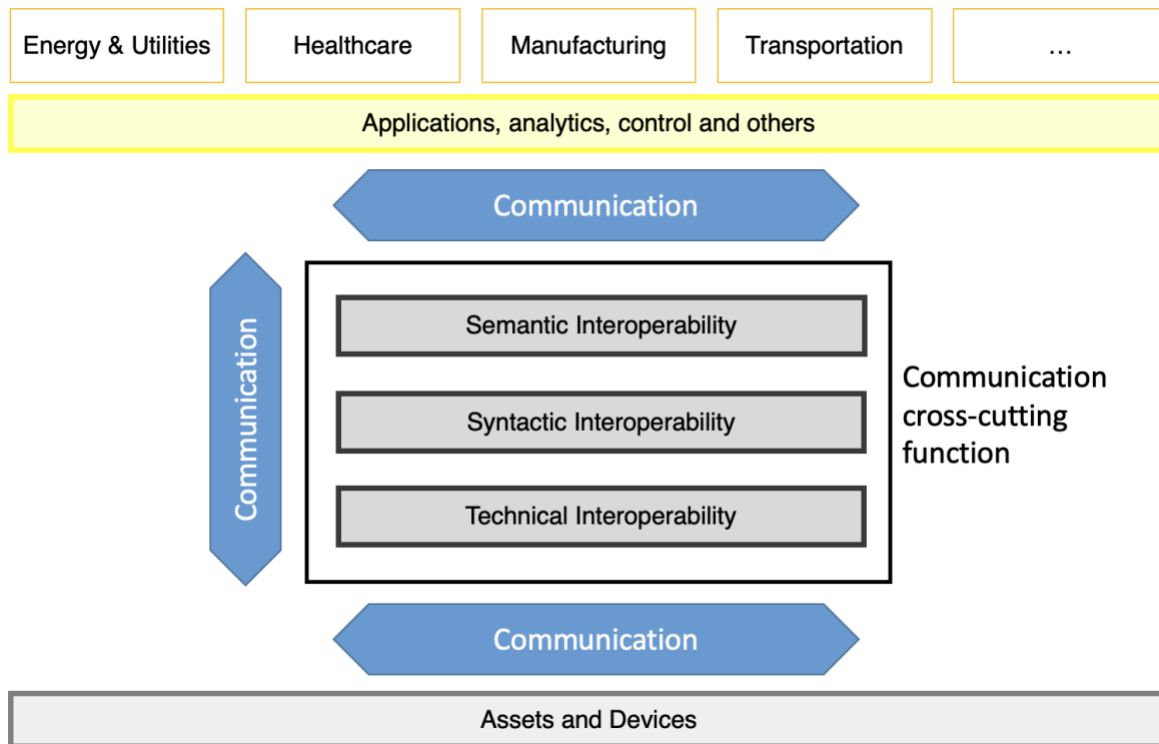 Energy & Utilities
Healthcare
Manufacturing
Transportation
...
Applications, analytics, control and others
Communication
Communication
Semantic Interoperability
Syntactic Interoperability
Technical Interoperability
Communication
cross-cutting
function
Communication
Assets and Devices